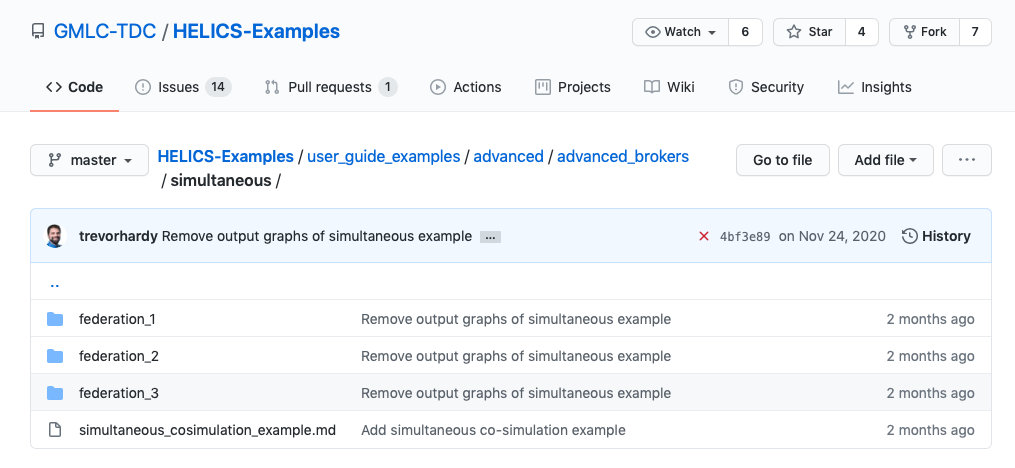 GMLC-TDC / HELICS-Examples
Watch 6 Star 4 Fork 7
Code Issues 14 Pull requests 1 Actions Projects Wiki Security Insights
master HELICS-Examples / user_guide_examples / advanced / advanced_brokers
/ simultaneous /
Go to file Add file ...
trevorhardy Remove output graphs of simultaneous example ... 4bf3e89 on Nov 24, 2020 History
..
federation_1 Remove output graphs of simultaneous example 2 months ago
federation_2 Remove output graphs of simultaneous example 2 months ago
federation_3 Remove output graphs of simultaneous example 2 months ago
simultaneous_cosimulation_example.md Add simultaneous co-simulation example 2 months ago